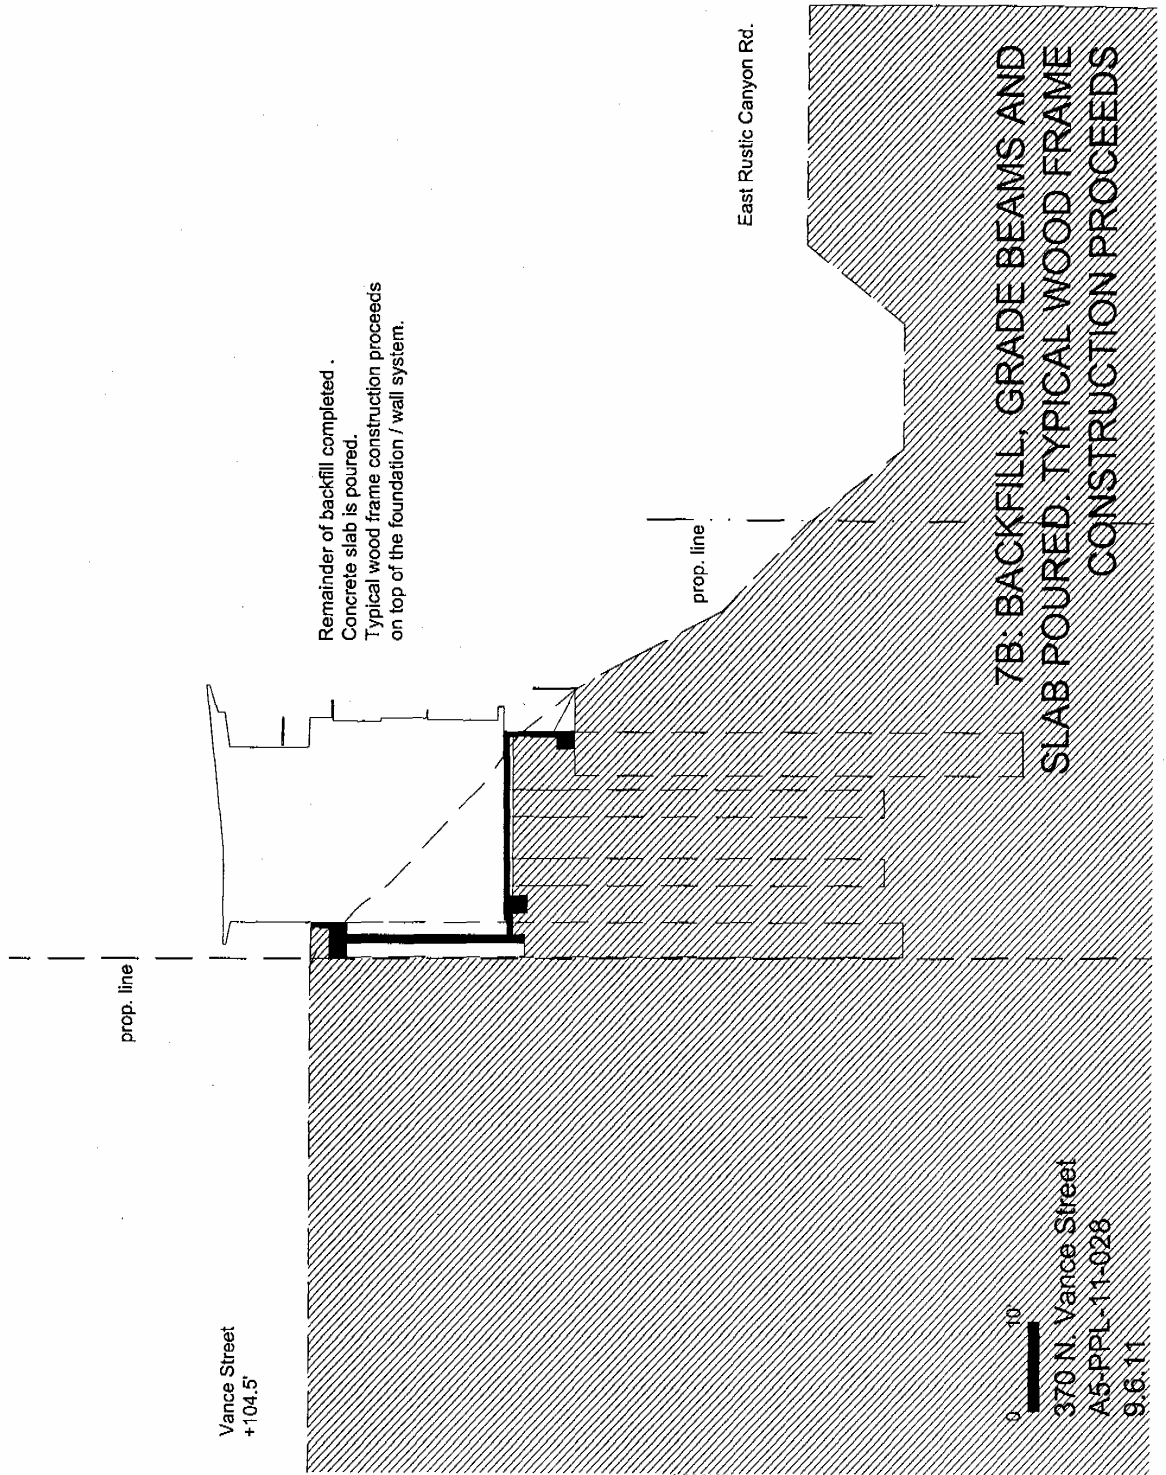 Vance Street
+104.5'
prop. line
Remainder of backfill completed .
Concrete slab is poured.
Typical wood frame construction proceeds
on top of the foundation / wall system.
prop. line
East Rustic Canyon Rd.
0 10'
370 N. Vance Street
A5-PPL-11-028
9.6.11
7B: BACKFILL, GRADE BEAMS AND
SLAB POURED. TYPICAL WOOD FRAME
CONSTRUCTION PROCEEDS